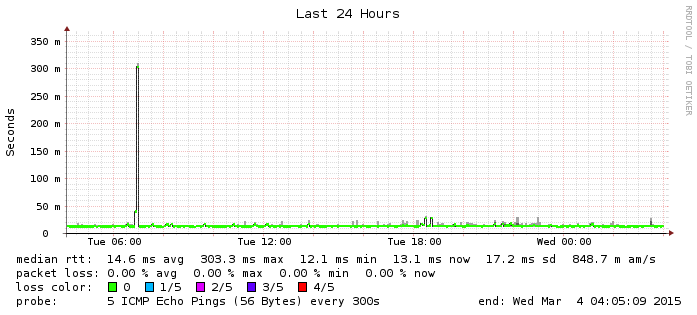 Last 24 Hours
RRDTOOL / TOBI OETIKER
Seconds
350 m
300 m
250 m
200 m
150 m
100 m
50 m
0
Tue 06:00 Tue 12:00 Tue 18:00 Wed 00:00
median rtt: 14.6 ms avg 303.3 ms max 12.1 ms min 13.1 ms now 17.2 ms sd 848.7 m am/s
packet loss: 0.00 % avg 0.00 % max 0.00 % min 0.00 % now
loss color: 0 1/5 2/5 3/5 4/5
probe: 5 ICMP Echo Pings (56 Bytes) every 300s end: Wed Mar 4 04:05:09 2015